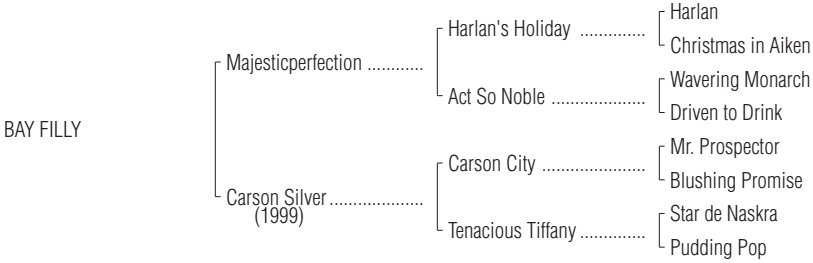 Harlan
Harlan's Holiday ..............
Christmas in Aiken
Majesticperfection ............
Wavering Monarch
Act So Noble ....................
Driven to Drink
BAY FILLY
Mr. Prospector
Carson City ......................
Blushing Promise
Carson Silver....................
(1999)
Star de Naskra
Tenacious Tiffany ..............
Pudding Pop